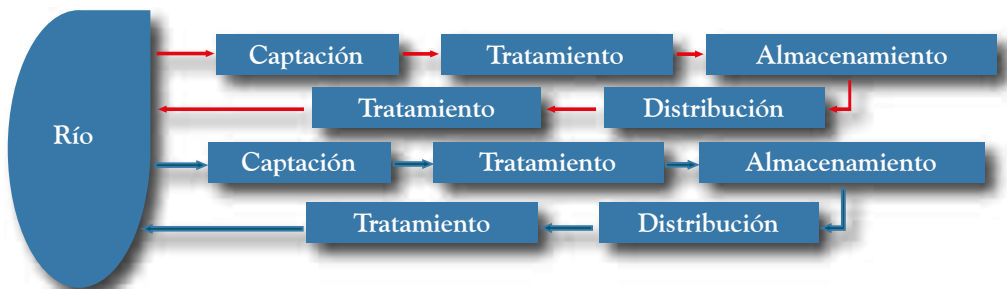 Captación
Tratamiento
Almacenamiento
Tratamiento
Distribución
Río
Captación
Tratamiento
Almacenamiento
Tratamiento
Distribución